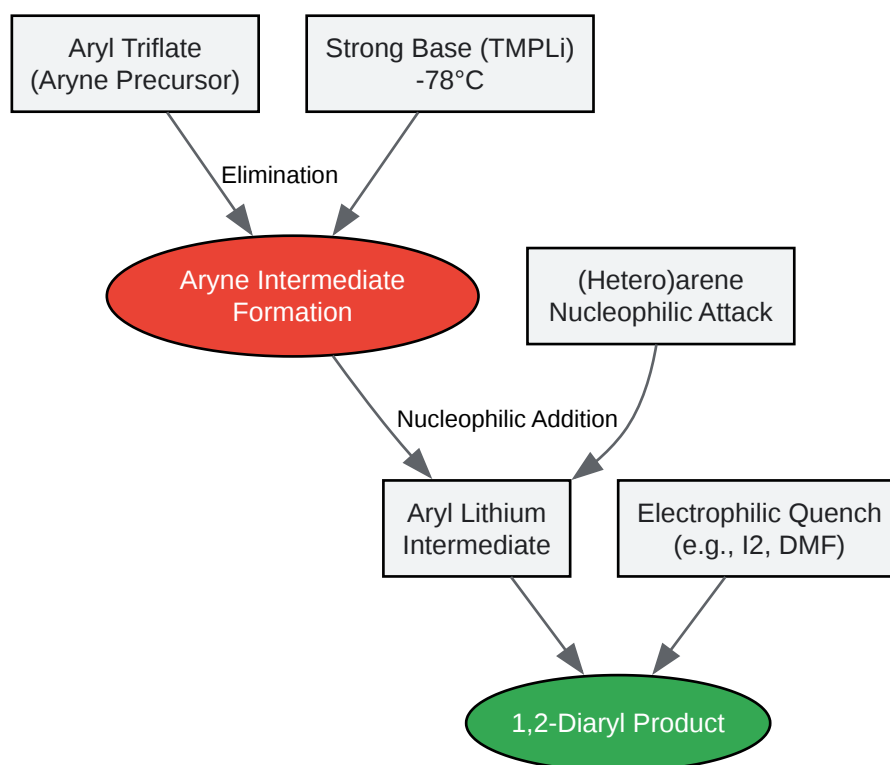 Aryl Triflate
(Aryne Precursor)
Strong Base (TMPLi)
-78°C
Elimination
Aryne Intermediate
Formation
(Hetero)arene
Nucleophilic Attack
Nucleophilic Addition
Aryl Lithium
Intermediate
Electrophilic Quench
(e.g., I2, DMF)
1,2-Diaryl Product